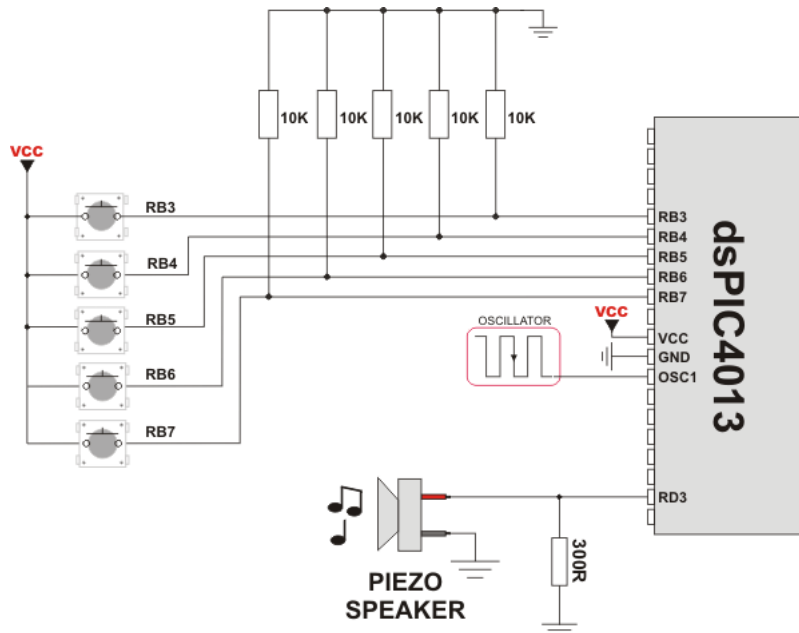 10K 10K 10K 10K 10K
VCC
RB3
RB4
RB5
RB6
RB7
RB3
RB4
RB5
RB6
RB7
VCC
VCC
GND
OSC1
RD3
dsPIC4013
OSCILLATOR
300R
PIEZO
SPEAKER